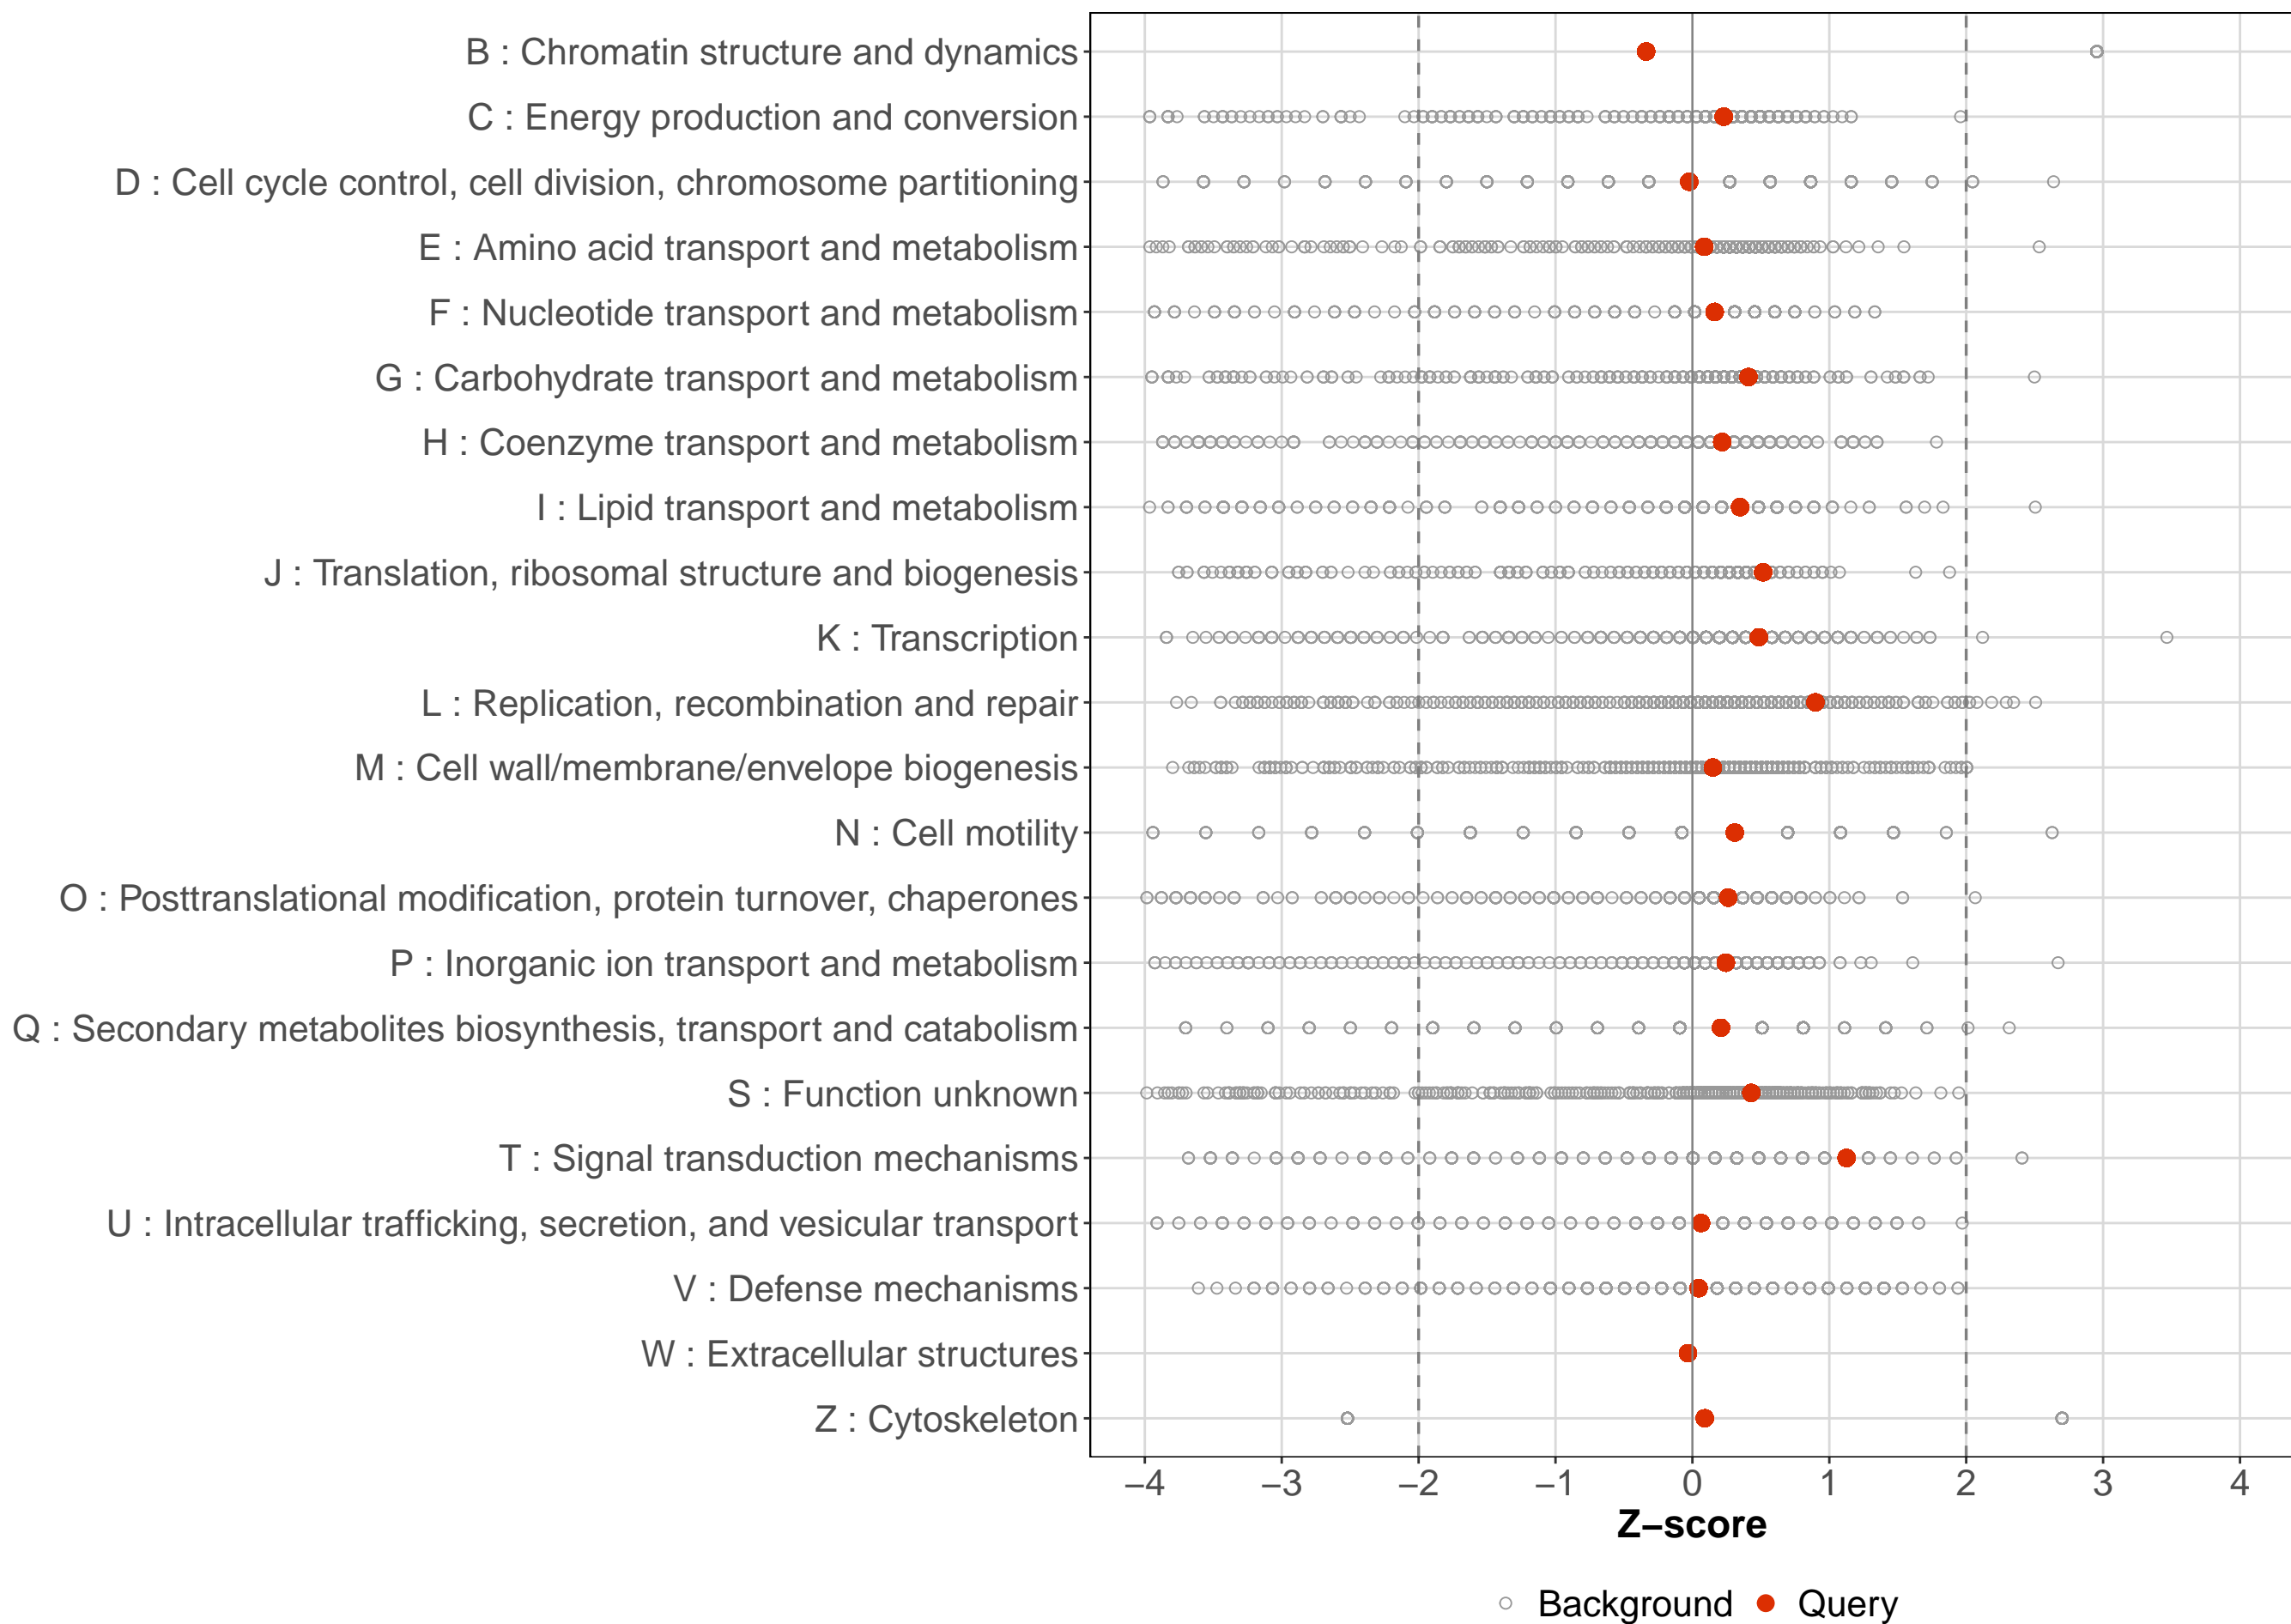 B : Chromatin structure and dynamics
C : Energy production and conversion
D : Cell cycle control, cell division, chromosome partitioning
E : Amino acid transport and metabolism
F : Nucleotide transport and metabolism
G : Carbohydrate transport and metabolism
H : Coenzyme transport and metabolism
I : Lipid transport and metabolism
J : Translation, ribosomal structure and biogenesis
K : Transcription
L : Replication, recombination and repair
M : Cell wall/membrane/envelope biogenesis
N : Cell motility
O : Posttranslational modification, protein turnover, chaperones
P : Inorganic ion transport and metabolism
Q : Secondary metabolites biosynthesis, transport and catabolism
S : Function unknown
T : Signal transduction mechanisms
U : Intracellular trafficking, secretion, and vesicular transport
V : Defense mechanisms
W : Extracellular structures
Z : Cytoskeleton
−4 −3 −2 −1 0 1 2 3 4
Z−score
Background Query